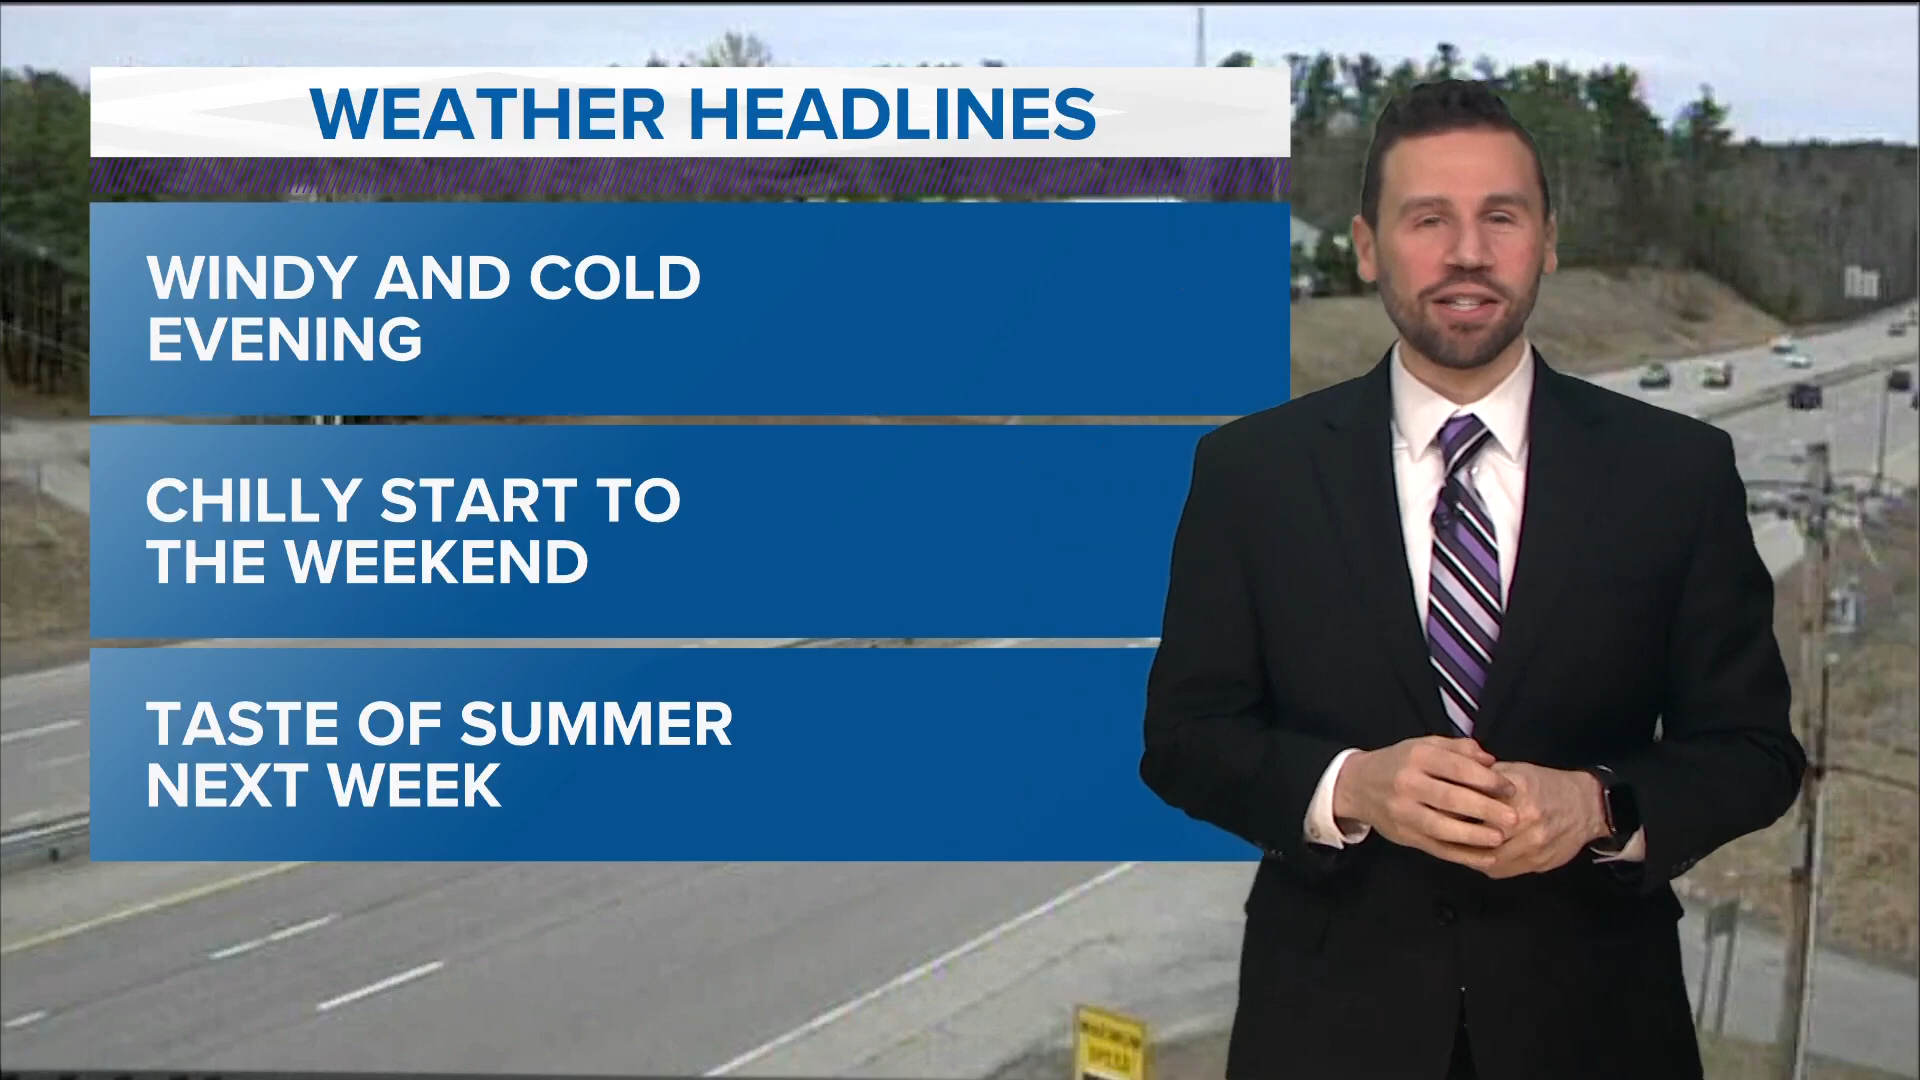 WEATHER HEADLINES
WINDY AND COLD
EVENING
CHILLY START TO
THE WEEKEND
TASTE OF SUMMER
NEXT WEEK